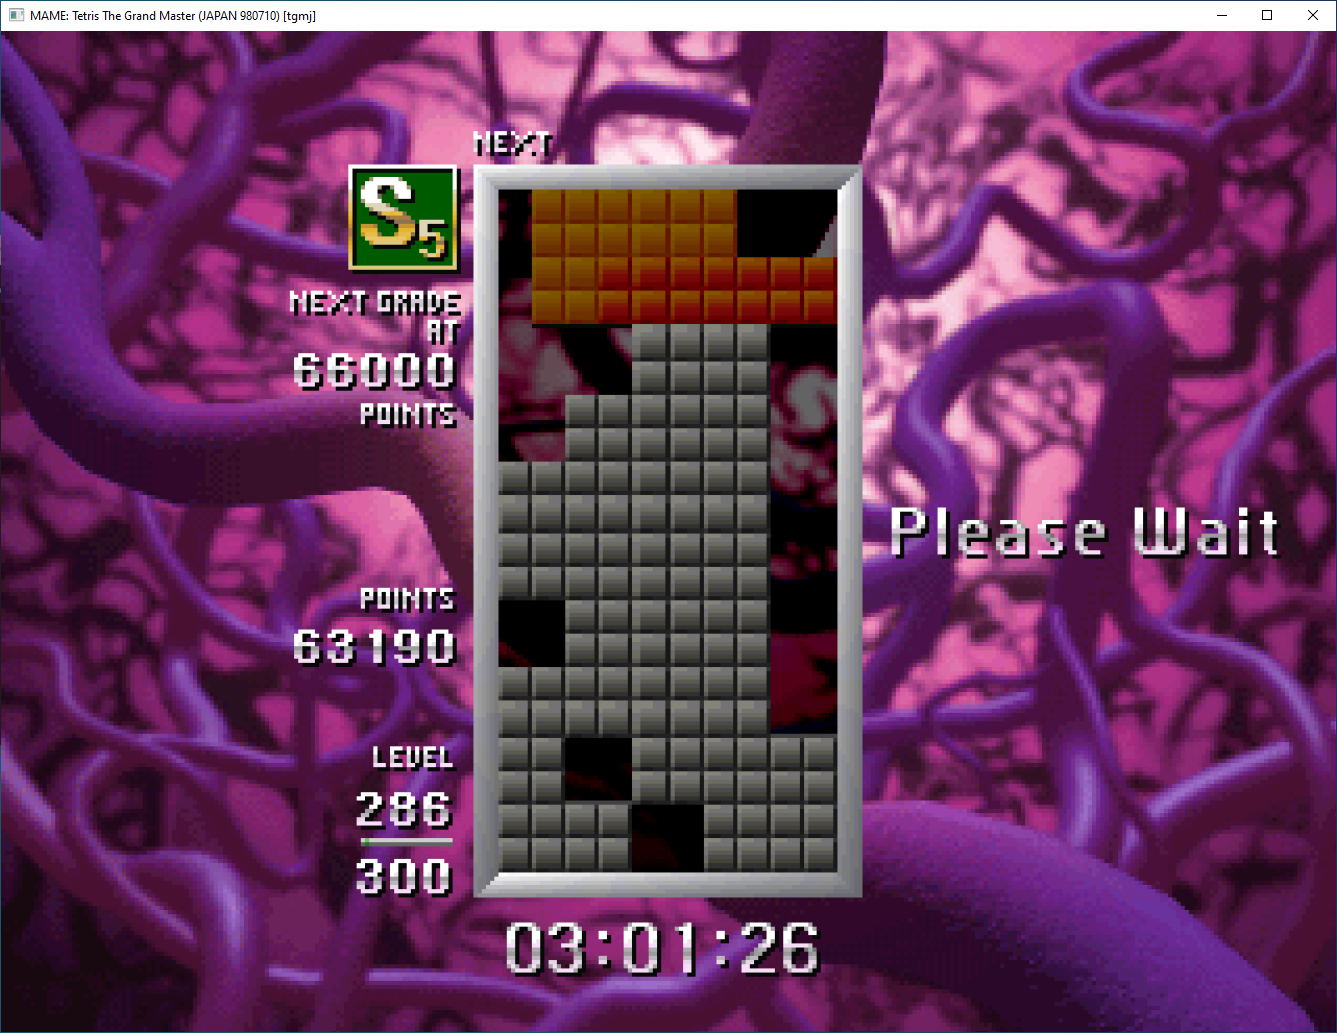 MAME: Tetris The Grand Master (JAPAN 980710) [tgmj]
NEXT
S5
NEXT GRADE
AT
66000
POINTS
Please Wait
POINTS
63190
LEVEL
286
300
03:01:26